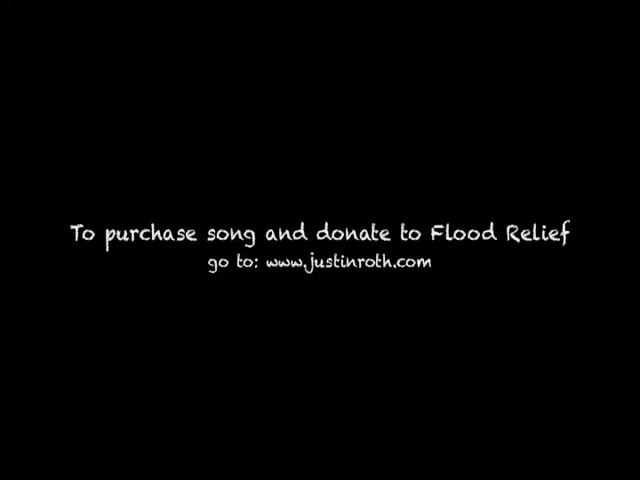 To purchase song and donate to Flood Relief
go to: www.justinroth.com